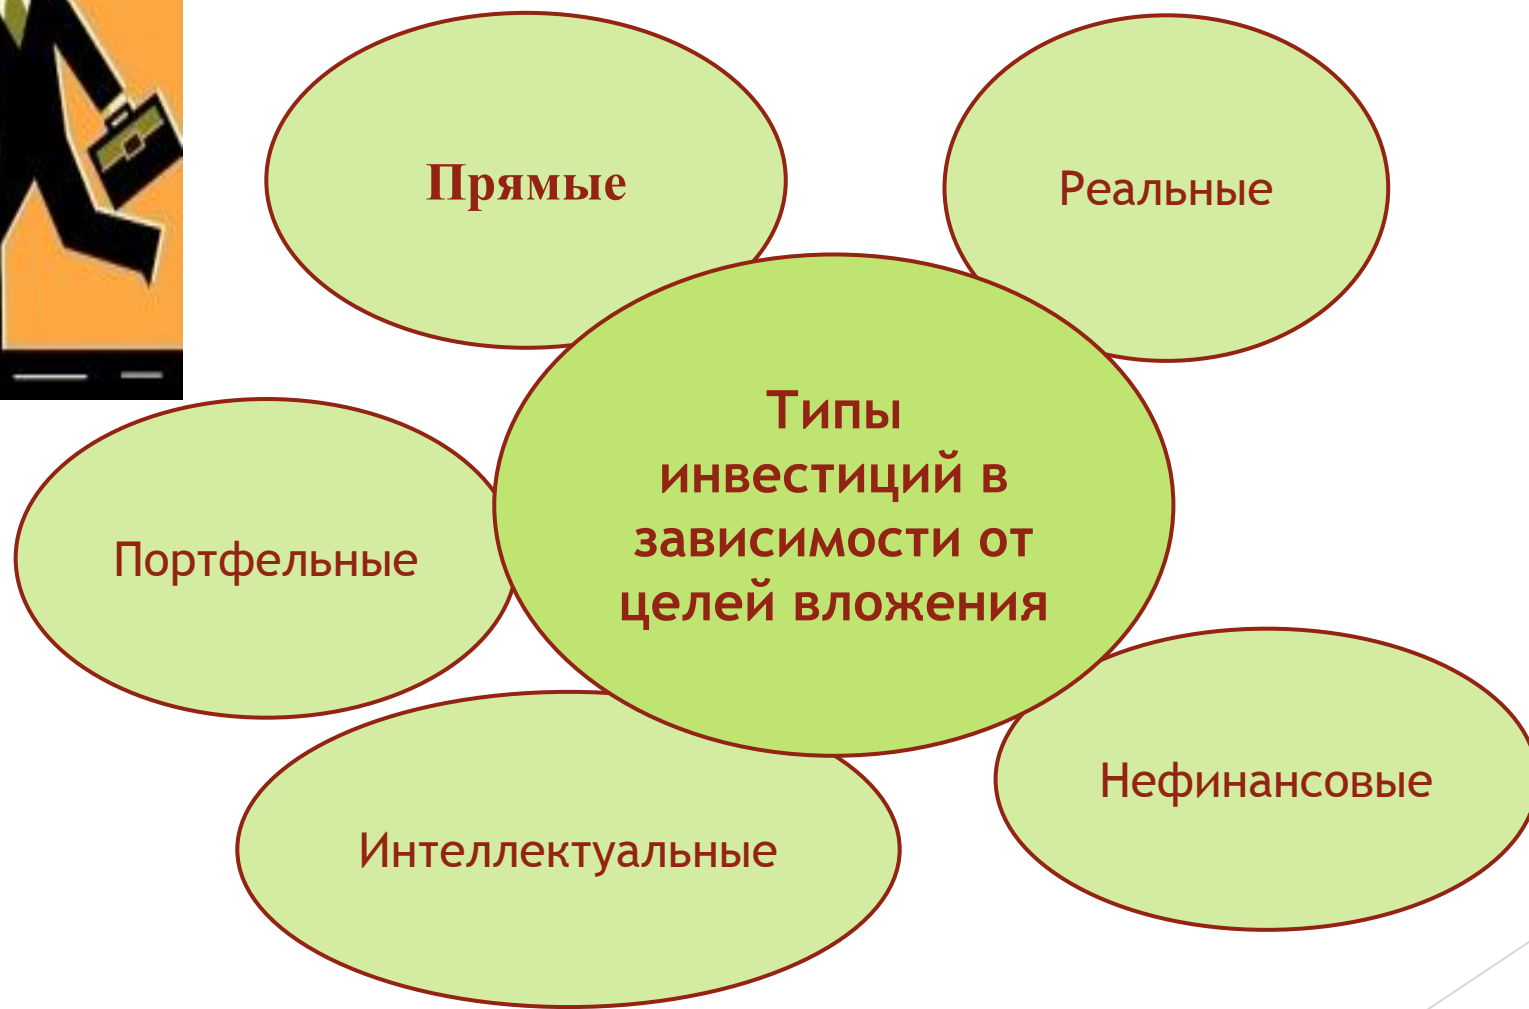 Прямые
Реальные
Типы
инвестиций в
зависимости от
целей вложения
Портфельные
Нефинансовые
Интеллектуальные